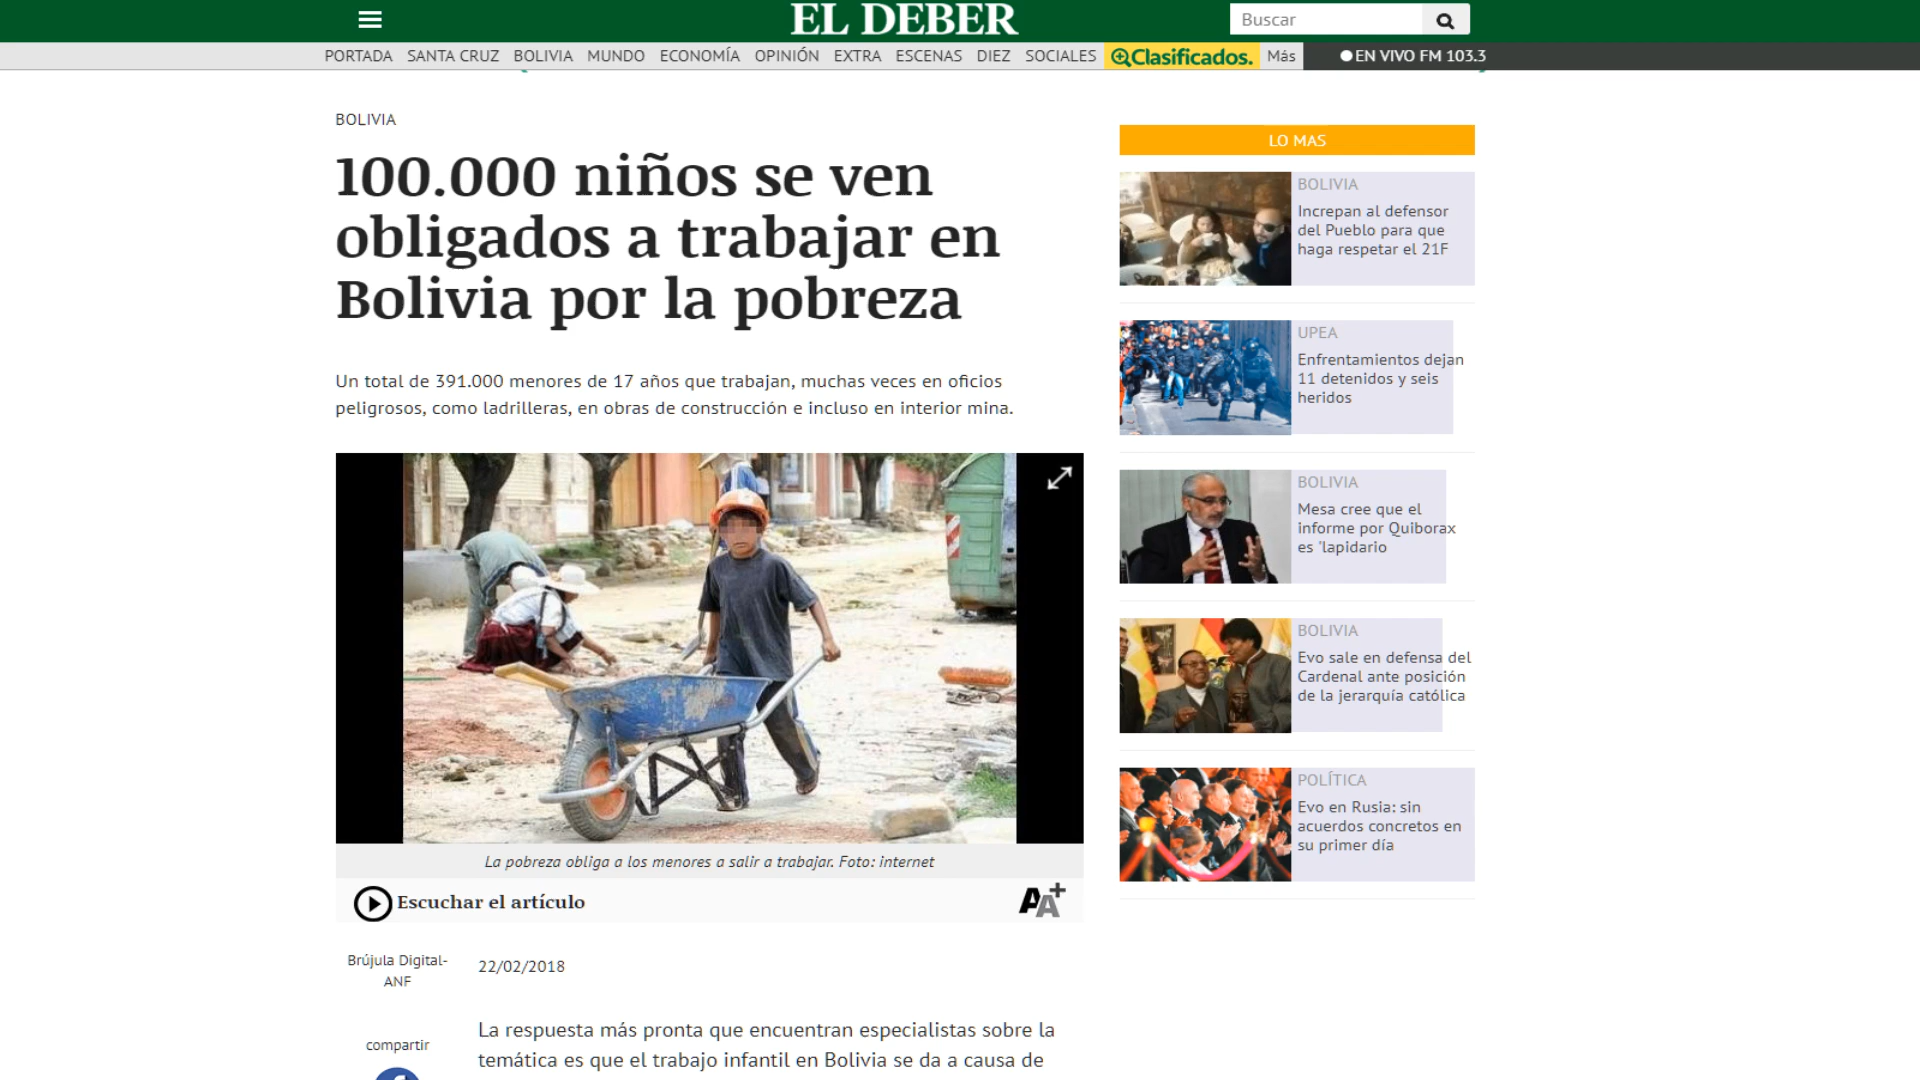 EL DEBER
Buscar
PORTADA SANTA CRUZ BOLIVIA MUNDO ECONOMÍA OPINIÓN EXTRA ESCENAS DIEZ SOCIALES Clasificados. Más EN VIVO FM 103.3
BOLIVIA
100.000 niños se ven
obligados a trabajar en
Bolivia por la pobreza
Un total de 391.000 menores de 17 años que trabajan, muchas veces en oficios
peligrosos, como ladrilleras, en obras de construcción e incluso en interior mina.
La pobreza obliga a los menores a salir a trabajar. Foto: internet
Escuchar el artículo
AA+
Brújula Digital-
ANF
22/02/2018
compartir
La respuesta más pronta que encuentran especialistas sobre la
temática es que el trabajo infantil en Bolivia se da a causa de
LO MAS
BOLIVIA
Increpan al defensor
del Pueblo para que
haga respetar el 21F
UPEA
Enfrentamientos dejan
11 detenidos y seis
heridos
BOLIVIA
Mesa cree que el
informe por Quiborax
es 'lapidario
BOLIVIA
Evo sale en defensa del
Cardenal ante posición
de la jerarquía católica
POLÍTICA
Evo en Rusia: sin
acuerdos concretos en
su primer día